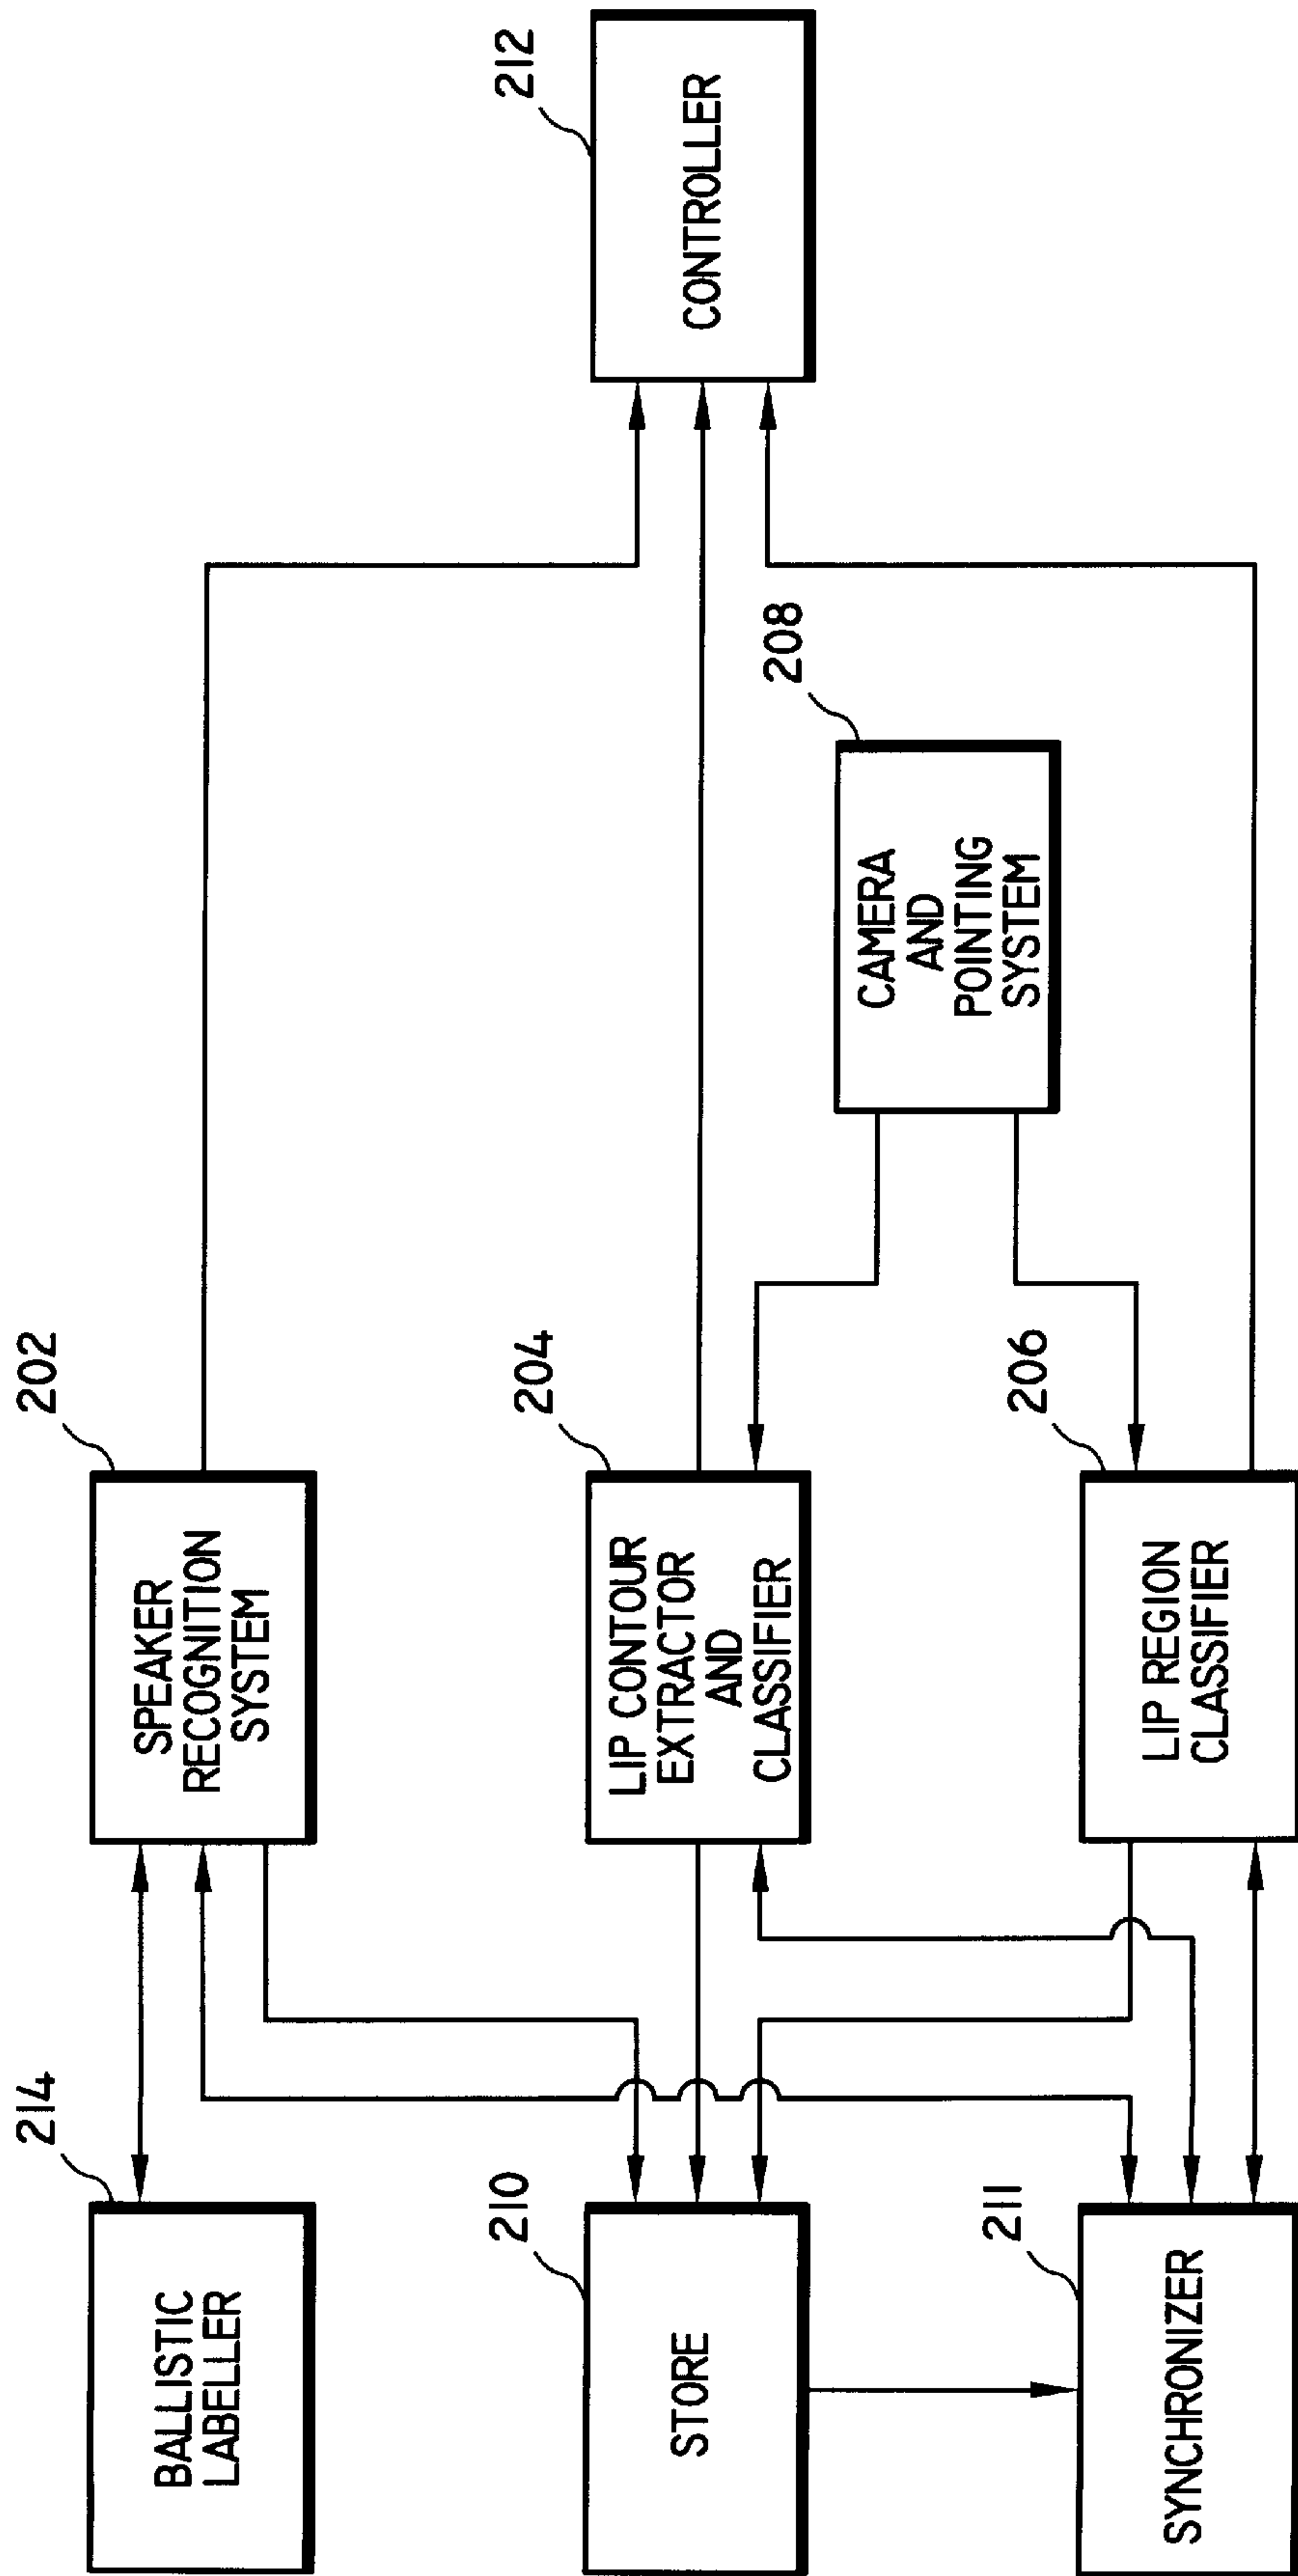 214
BALLISTIC
LABELLER
202
SPEAKER
RECOGNITION
SYSTEM
210
STORE
204
LIP CONTOUR
EXTRACTOR
AND
CLASSIFIER
212
CONTROLLER
208
CAMERA
AND
POINTING
SYSTEM
211
SYNCHRONIZER
206
LIP REGION
CLASSIFIER